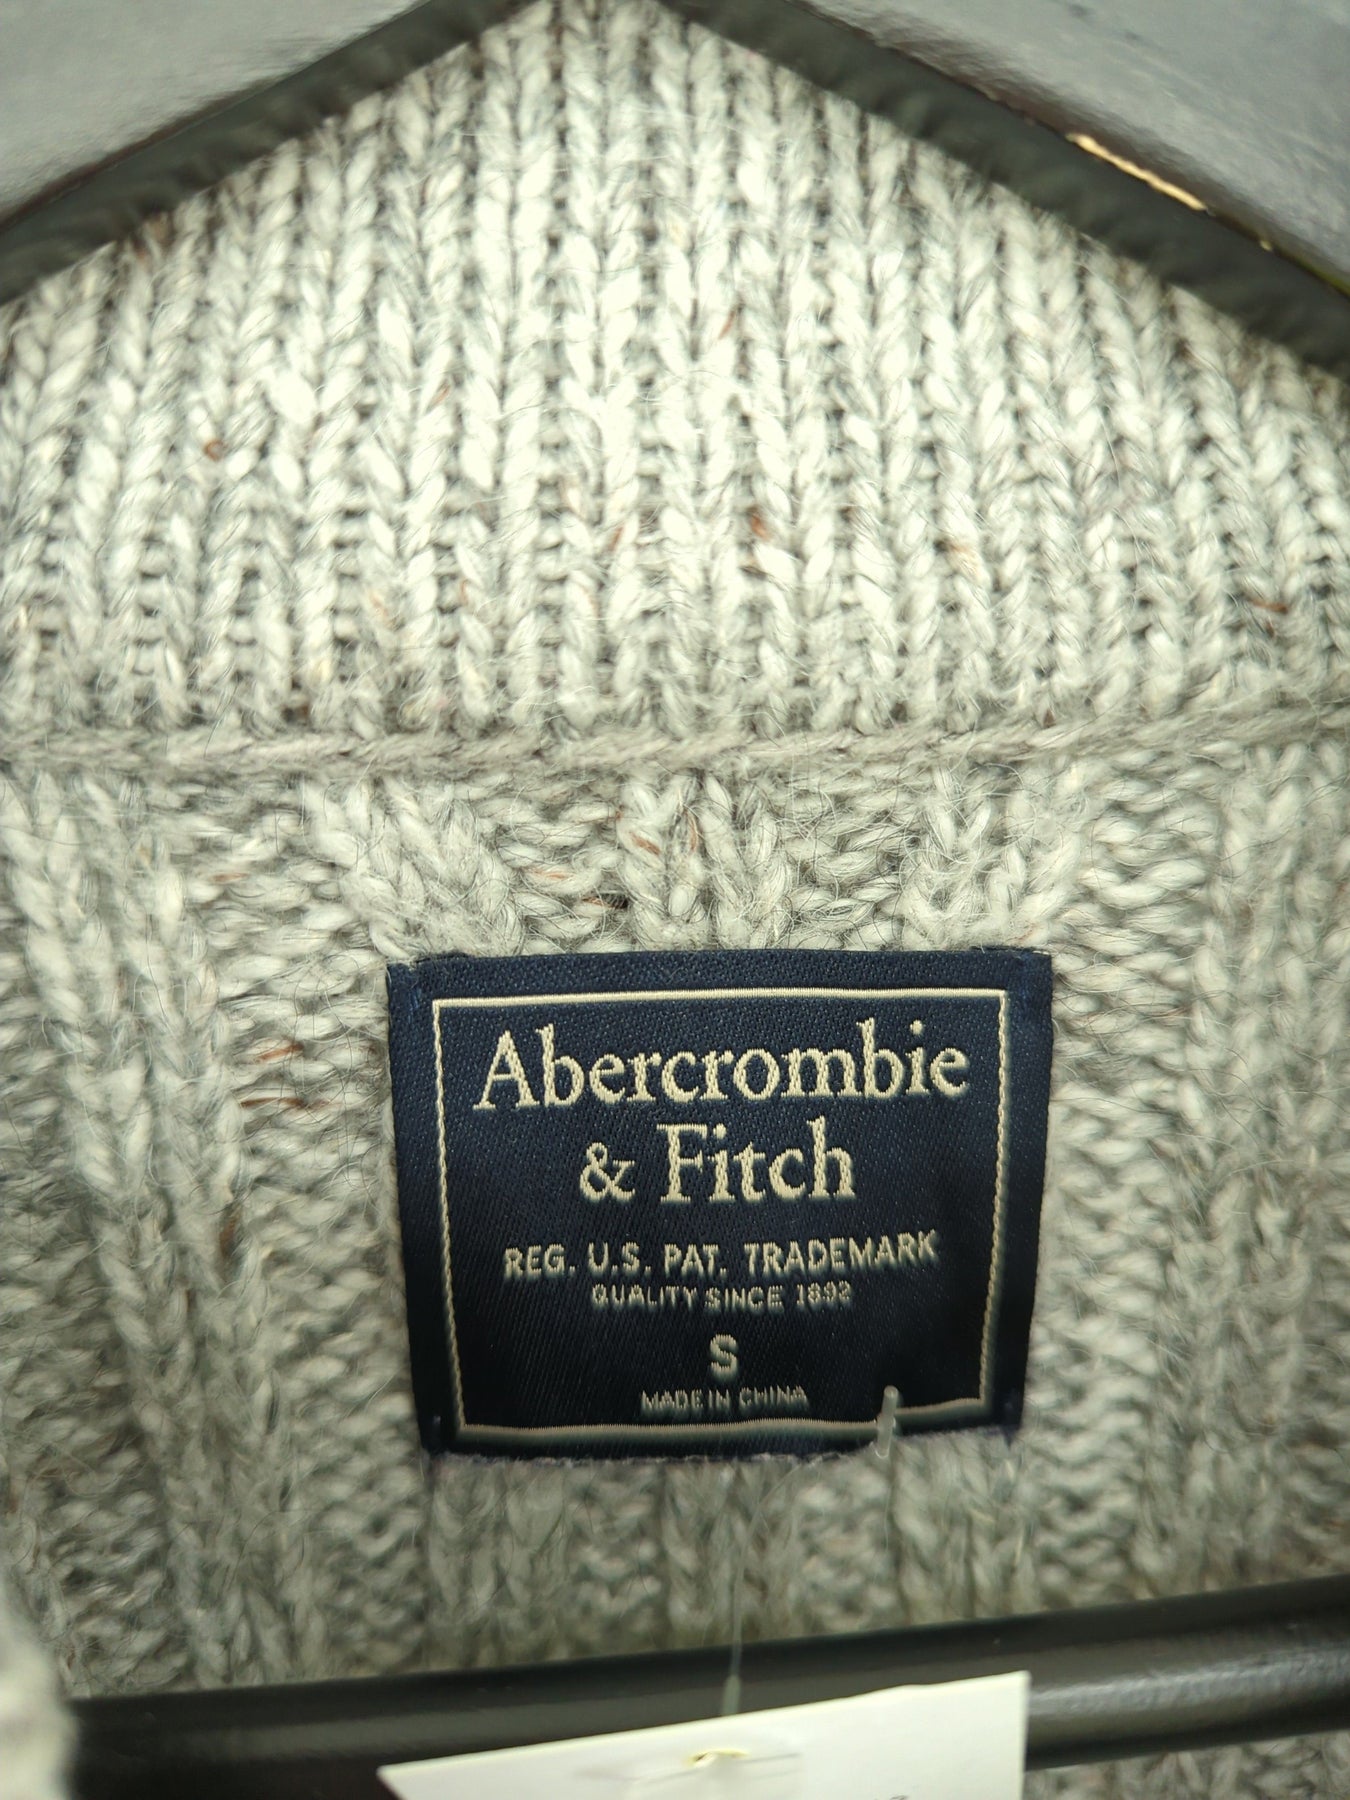 Abercrombie
& Fitch
REG. U.S. PAT. TRADEMARK
QUALITY SINCE 1892
S
MADE IN CHINA